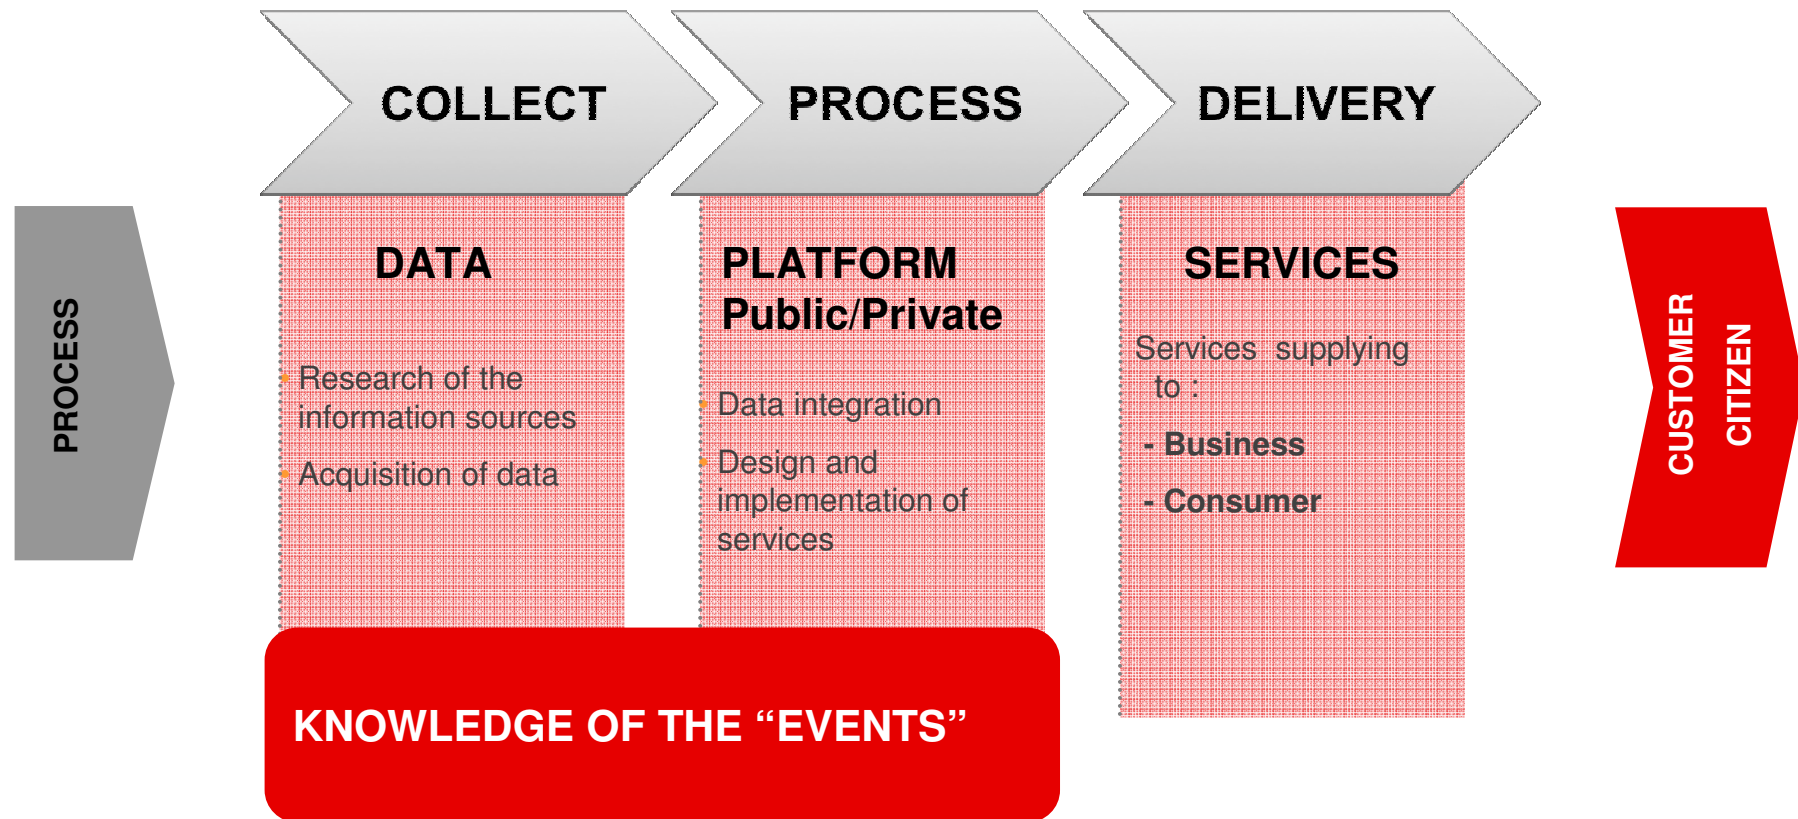 COLLECT
PROCESS
DELIVERY
PROCESS
DATA
• Research of the
information sources
• Acquisition of data
PLATFORM
Public/Private
• Data integration
• Design and
implementation of
services
SERVICES
Services supplying
to :
- Business
- Consumer
CUSTOMER
CITIZEN
KNOWLEDGE OF THE “EVENTS”